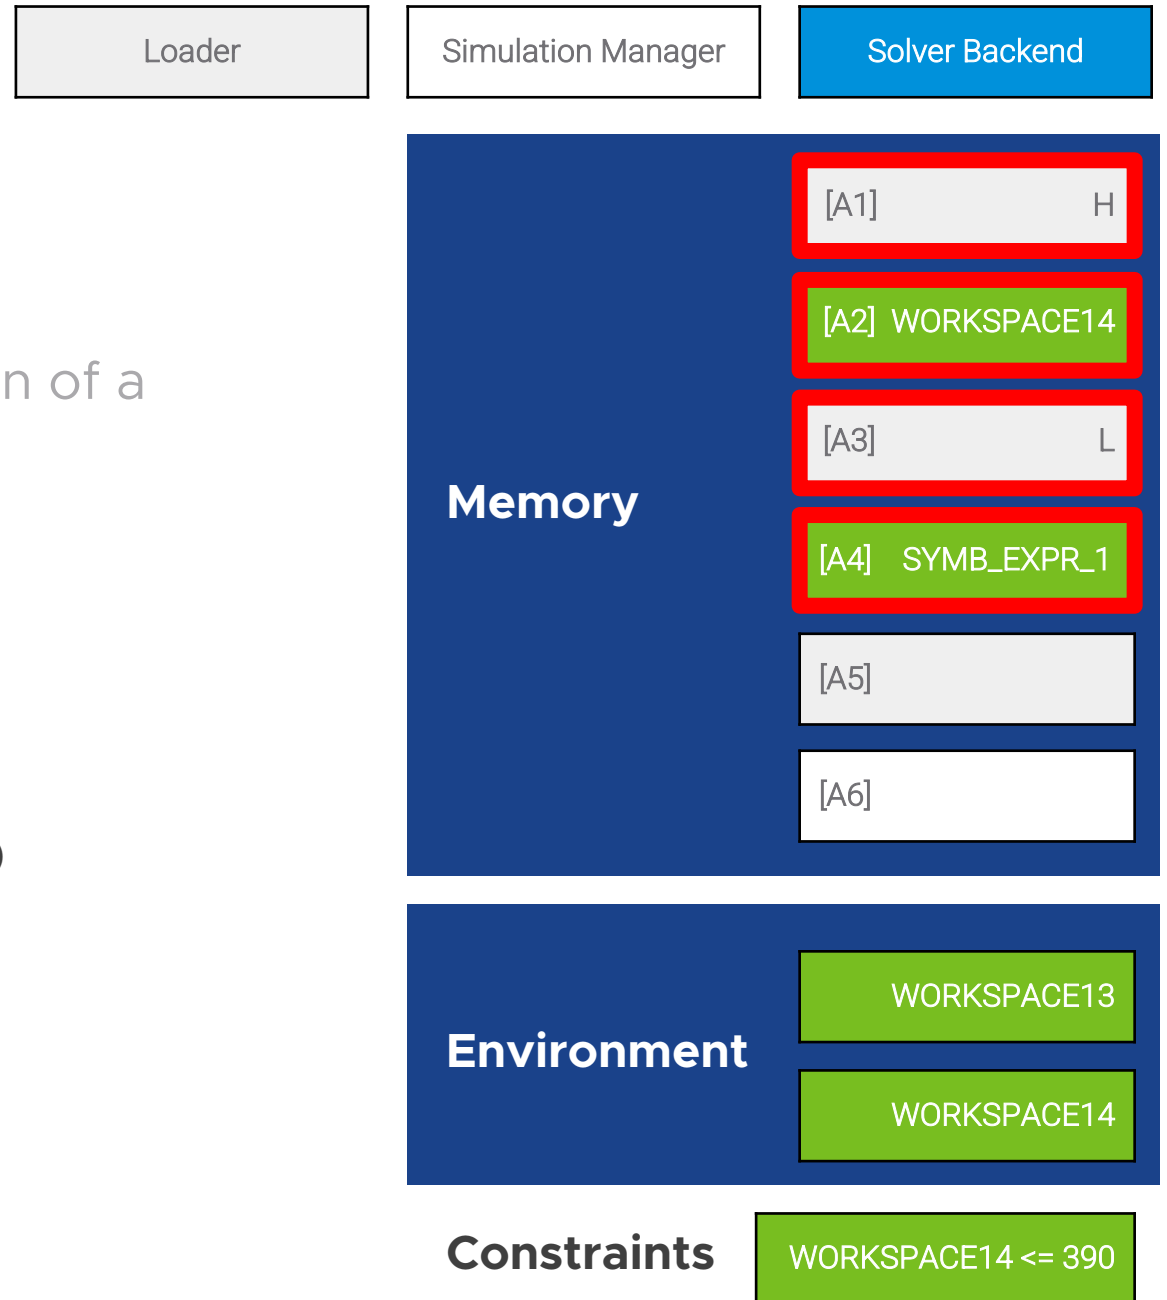 Loader
Simulation Manager
Solver Backend
[A1] H
[A2] WORKSPACE14
n of a
[A3] L
Memory
[A4] SYMB_EXPR_1
[A5]
[A6]
)
WORKSPACE13
Environment
WORKSPACE14
Constraints
WORKSPACE14 <= 390